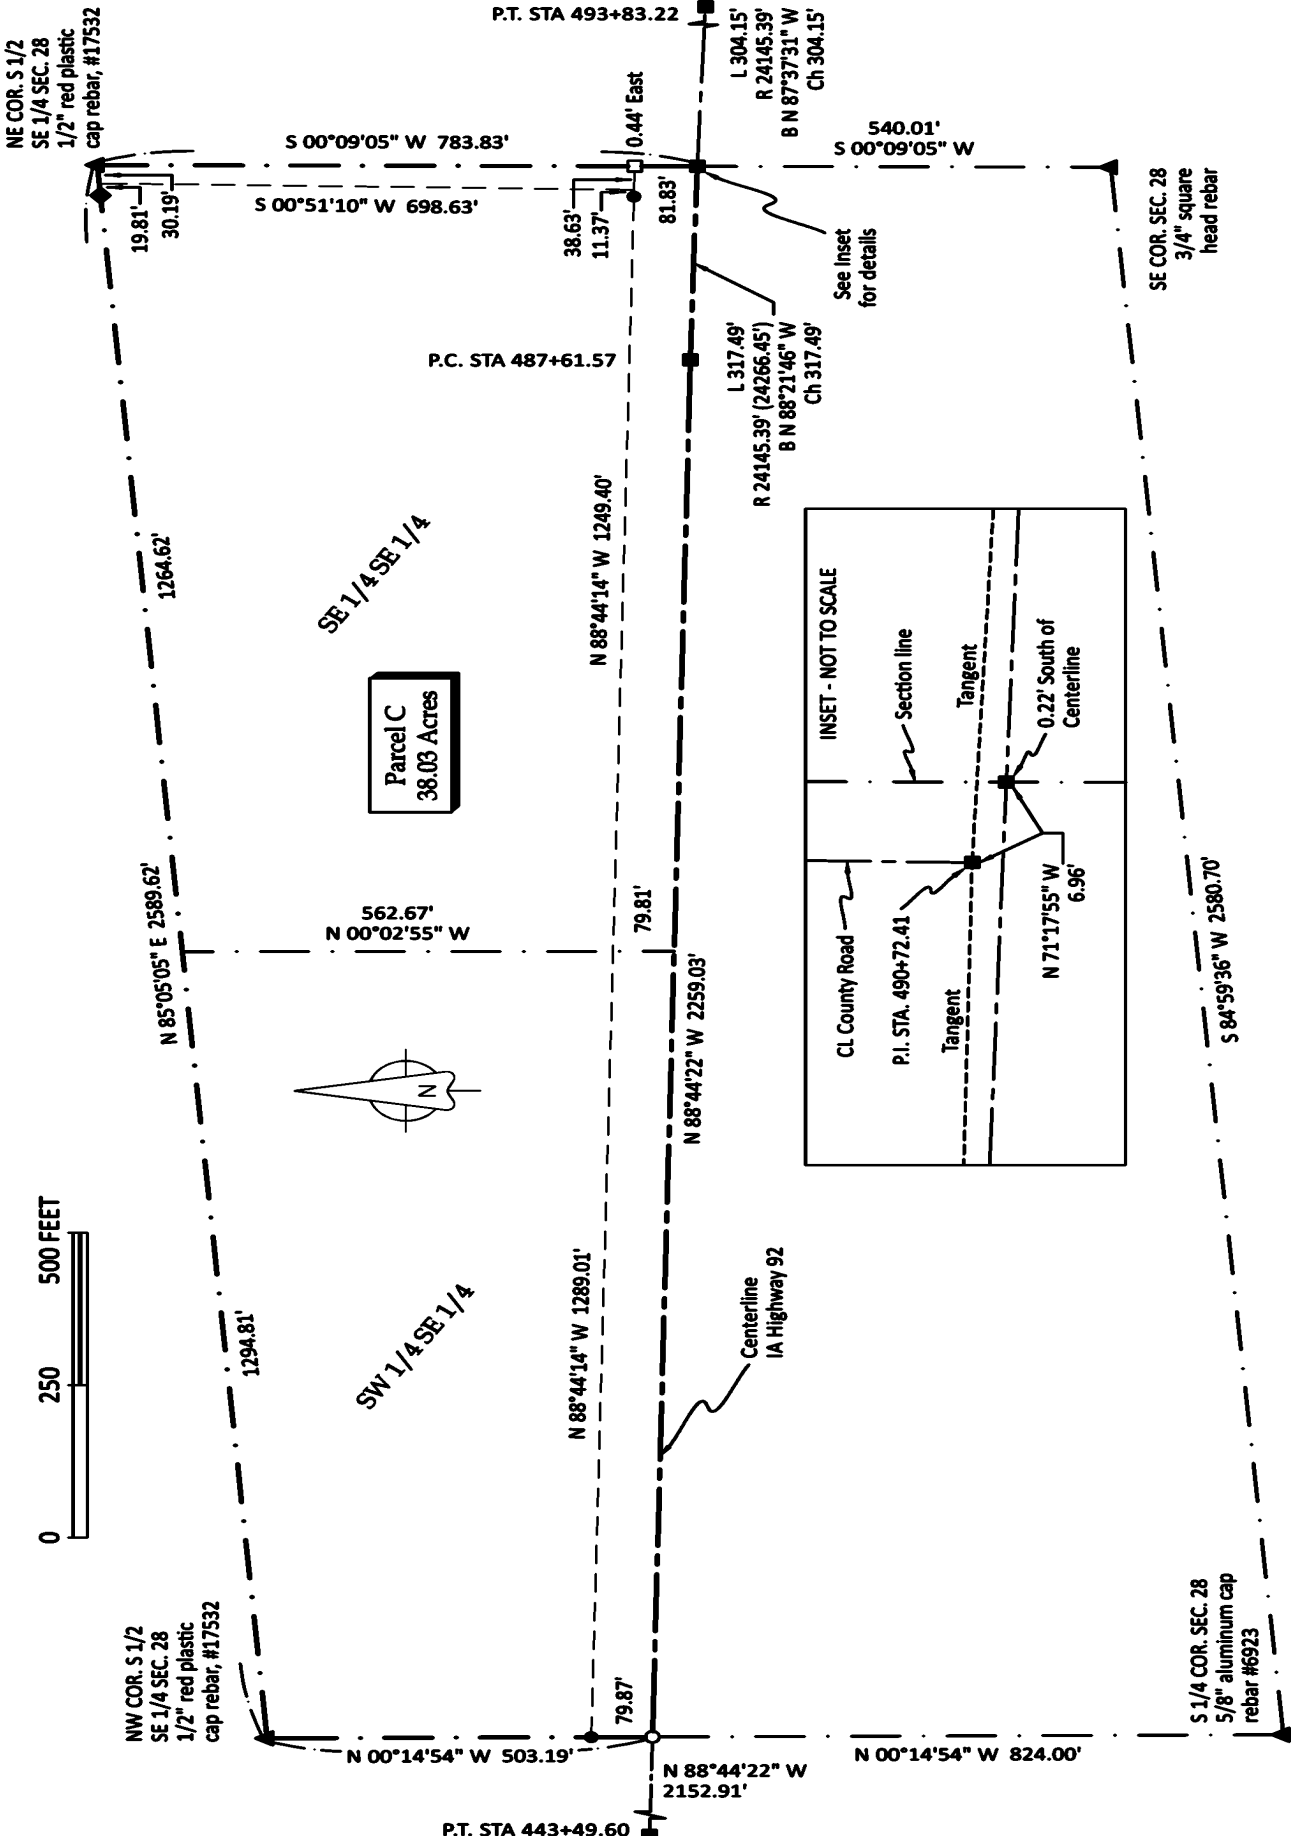 NE COR. S 1/2
SE 1/4 SEC. 28
1/2" red plastic
cap rebar, #17532
P.T. STA 493+83.22
L 304.15'
R 24145.39'
B N 87°37'31" W
Ch 304.15'
S 00°09'05" W 783.83'
0.44' East
540.01'
S 00°09'05" W
19.81'
30.19'
S 00°51'10" W 698.63'
38.63'
11.37'
81.83'
See Inset
for details
SE COR. SEC. 28
3/4" square
head rebar
P.C. STA 487+61.57
L 317.49'
R 24145.39' (24266.45')
B N 88°21'46" W
Ch 317.49'
1264.62'
SE 1/4 SE 1/4
N 88°44'14" W 1249.40'
Parcel C
38.03 Acres
INSET - NOT TO SCALE
Section line
Tangent
0.22' South of
Centerline
CL County Road
P.I. STA. 490+72.41
Tangent
N 71°17'55" W
6.96'
N 85°05'05" E 2589.62'
562.67'
N 00°02'55" W
79.81'
N 88°44'22" W 2259.03'
S 84°59'36" W 2580.70'
N
0 250 500 FEET
1294.81'
SW 1/4 SE 1/4
N 88°44'14" W 1289.01'
Centerline
IA Highway 92
NW COR. S 1/2
SE 1/4 SEC. 28
1/2" red plastic
cap rebar, #17532
79.87'
S 1/4 COR. SEC. 28
5/8" aluminum cap
rebar #6923
N 00°14'54" W 503.19'
N 88°44'22" W
2152.91'
N 00°14'54" W 824.00'
P.T. STA 443+49.60